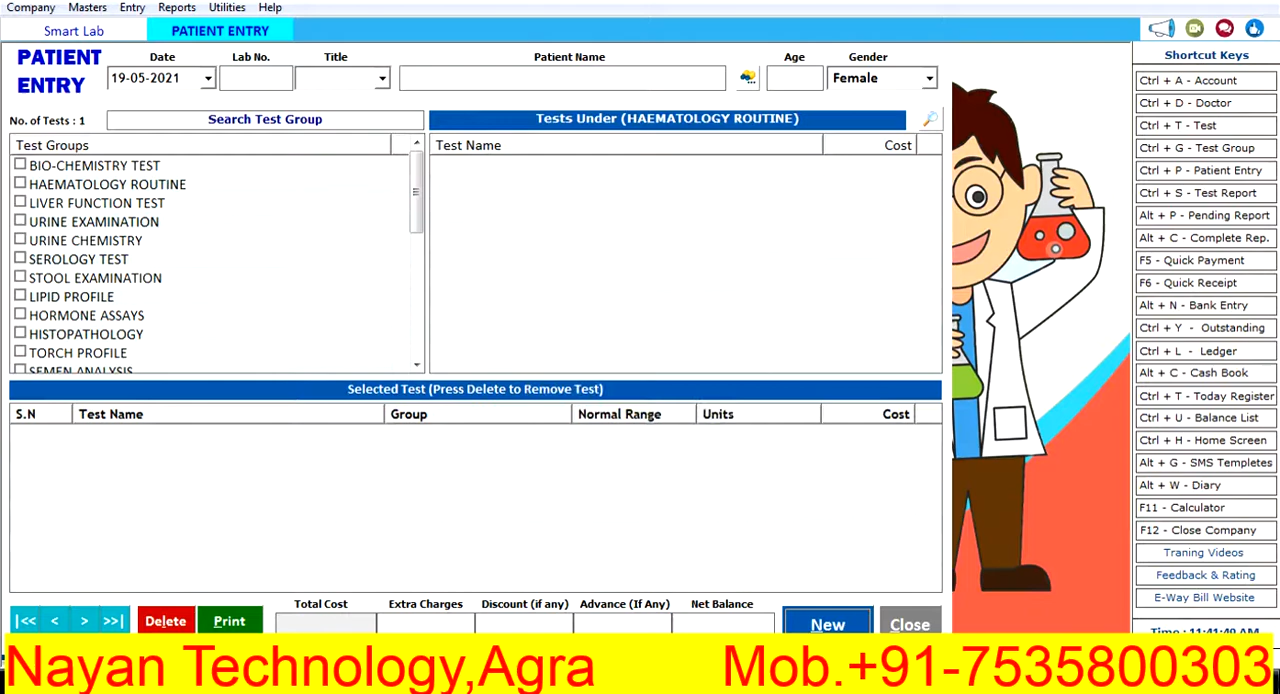 Company Masters Entry Reports Utilities Help
Smart Lab PATIENT ENTRY
PATIENT ENTRY
Date Lab No. Title Patient Name Age Gender
19-05-2021 Female
No. of Tests : 1 Search Test Group Tests Under (HAEMATOLOGY ROUTINE)
Test Groups Test Name Cost
BIO-CHEMISTRY TEST
HAEMATOLOGY ROUTINE
LIVER FUNCTION TEST
URINE EXAMINATION
URINE CHEMISTRY
SEROLOGY TEST
STOOL EXAMINATION
LIPID PROFILE
HORMONE ASSAYS
HISTOPATHOLOGY
TORCH PROFILE
SEMEN ANALYSIS
Selected Test (Press Delete to Remove Test)
S.N Test Name Group Normal Range Units Cost
Total Cost Extra Charges Discount (if any) Advance (If Any) Net Balance
|<< < > >>| Delete Print New Close
Shortcut Keys
Ctrl + A - Account
Ctrl + D - Doctor
Ctrl + T - Test
Ctrl + G - Test Group
Ctrl + P - Patient Entry
Ctrl + S - Test Report
Alt + P - Pending Report
Alt + C - Complete Rep.
F5 - Quick Payment
F6 - Quick Receipt
Alt + N - Bank Entry
Ctrl + Y - Outstanding
Ctrl + L - Ledger
Alt + C - Cash Book
Ctrl + T - Today Register
Ctrl + U - Balance List
Ctrl + H - Home Screen
Alt + G - SMS Templetes
Alt + W - Diary
F11 - Calculator
F12 - Close Company
Traning Videos
Feedback & Rating
E-Way Bill Website
Time : 11:41:49 AM
Nayan Technology,Agra Mob.+91-7535800303